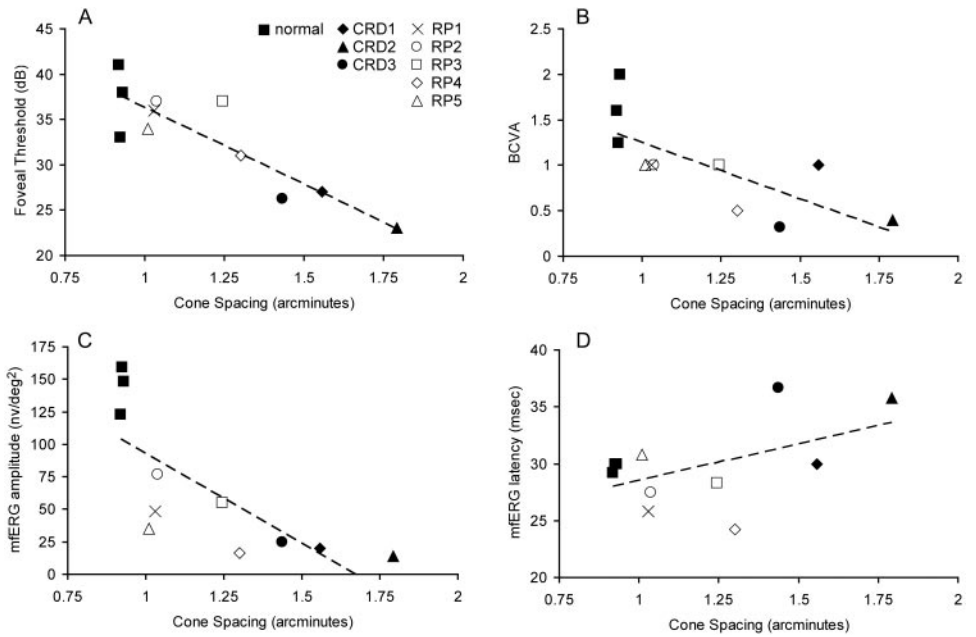 A
normal
CRD1
CRD2
CRD3
RP1
RP2
RP3
RP4
RP5
Foveal Threshold (dB)
45
40
35
30
25
20
0.75
1
1.25
1.5
1.75
2
Cone Spacing (arcminutes)
B
BCVA
2.5
2
1.5
1
0.5
0
0.75
1
1.25
1.5
1.75
2
Cone Spacing (arcminutes)
C
mfERG amplitude (nv/deg²)
175
150
125
100
75
50
25
0
0.75
1
1.25
1.5
1.75
2
Cone Spacing (arcminutes)
D
mfERG latency (msec)
40
35
30
25
20
0.75
1
1.25
1.5
1.75
2
Cone Spacing (arcminutes)